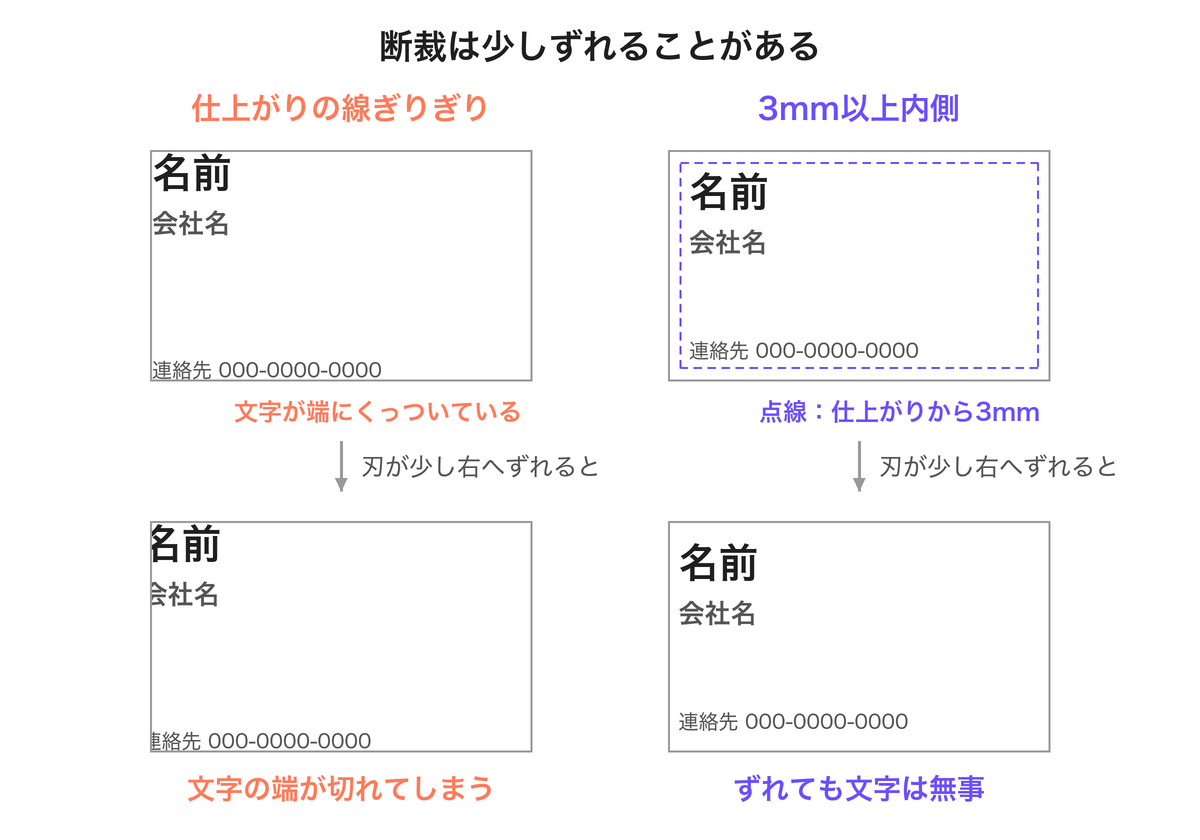 断裁は少しずれることがある
仕上がりの線ぎりぎり
3mm以上内側
名前
会社名
連絡先 000-0000-0000
名前
会社名
連絡先 000-0000-0000
文字が端にくっついている
点線：仕上がりから3mm
刃が少し右へずれると
刃が少し右へずれると
名前
会社名
連絡先 000-0000-0000
名前
会社名
連絡先 000-0000-0000
文字の端が切れてしまう
ずれても文字は無事